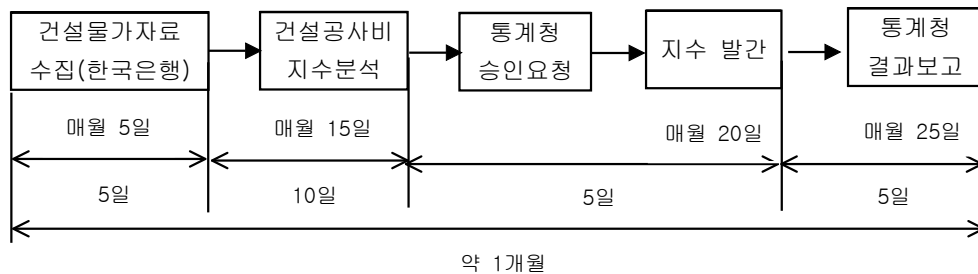 건설물가자료
수집(한국은행)
건설공사비
지수분석
통계청
승인요청
지수 발간
통계청
결과보고
매월 5일
매월 15일
매월 20일
매월 25일
5일
10일
5일
5일
약 1개월